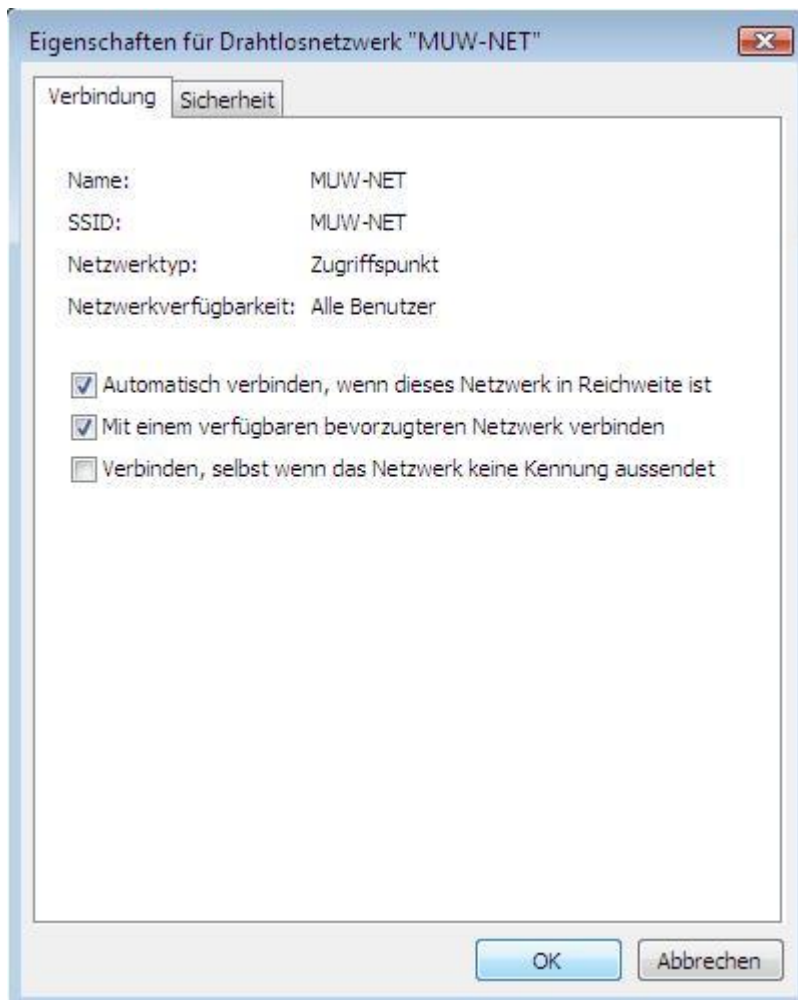 Eigenschaften für Drahtlosnetzwerk "MUW-NET"
Verbindung Sicherheit
Name: MUW-NET
SSID: MUW-NET
Netzwerktyp: Zugriffspunkt
Netzwerkverfügbarkeit: Alle Benutzer
Automatisch verbinden, wenn dieses Netzwerk in Reichweite ist
Mit einem verfügbaren bevorzugteren Netzwerk verbinden
Verbinden, selbst wenn das Netzwerk keine Kennung aussendet
OK Abbrechen